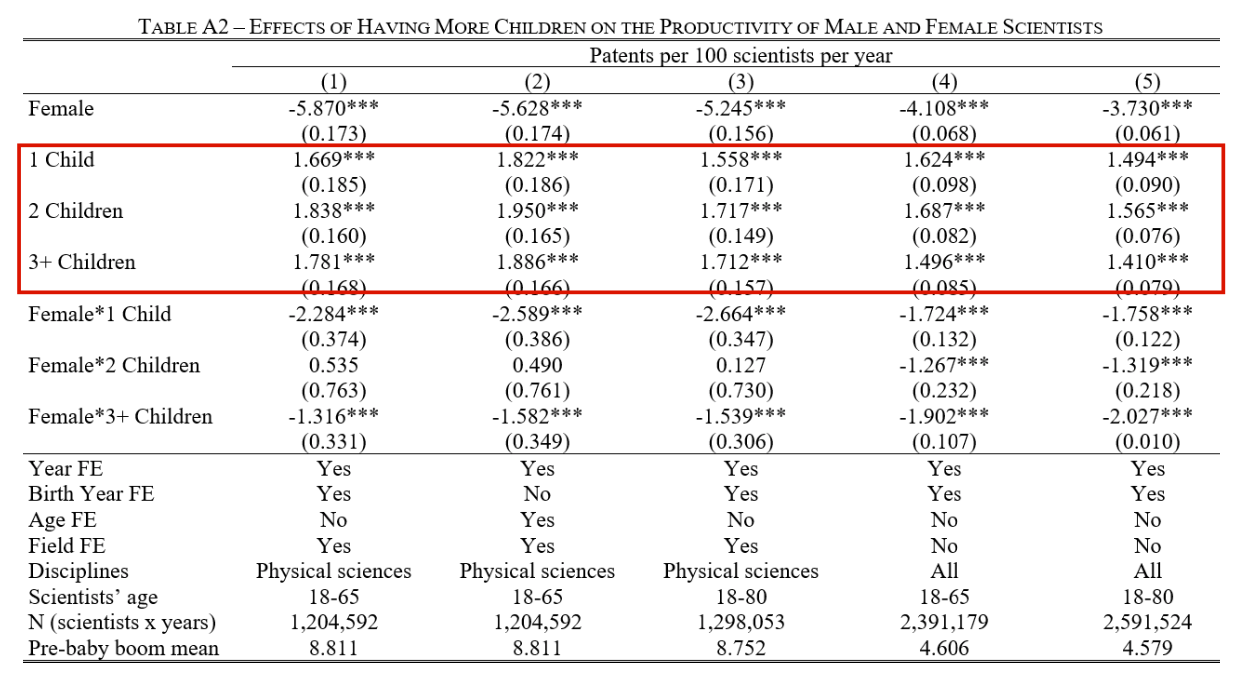 TABLE A2 – EFFECTS OF HAVING MORE CHILDREN ON THE PRODUCTIVITY OF MALE AND FEMALE SCIENTISTS
Patents per 100 scientists per year
(1) (2) (3) (4) (5)
Female -5.870*** -5.628*** -5.245*** -4.108*** -3.730***
(0.173) (0.174) (0.156) (0.068) (0.061)
1 Child 1.669*** 1.822*** 1.558*** 1.624*** 1.494***
(0.185) (0.186) (0.171) (0.098) (0.090)
2 Children 1.838*** 1.950*** 1.717*** 1.687*** 1.565***
(0.160) (0.165) (0.149) (0.082) (0.076)
3+ Children 1.781*** 1.886*** 1.712*** 1.496*** 1.410***
(0.168) (0.166) (0.157) (0.085) (0.079)
Female*1 Child -2.284*** -2.589*** -2.664*** -1.724*** -1.758***
(0.374) (0.386) (0.347) (0.132) (0.122)
Female*2 Children 0.535 0.490 0.127 -1.267*** -1.319***
(0.763) (0.761) (0.730) (0.232) (0.218)
Female*3+ Children -1.316*** -1.582*** -1.539*** -1.902*** -2.027***
(0.331) (0.349) (0.306) (0.107) (0.010)
Year FE Yes Yes Yes Yes Yes
Birth Year FE Yes No Yes Yes Yes
Age FE No Yes No No No
Field FE Yes Yes Yes No No
Disciplines Physical sciences Physical sciences Physical sciences All All
Scientists’ age 18-65 18-65 18-80 18-65 18-80
N (scientists x years) 1,204,592 1,204,592 1,298,053 2,391,179 2,591,524
Pre-baby boom mean 8.811 8.811 8.752 4.606 4.579